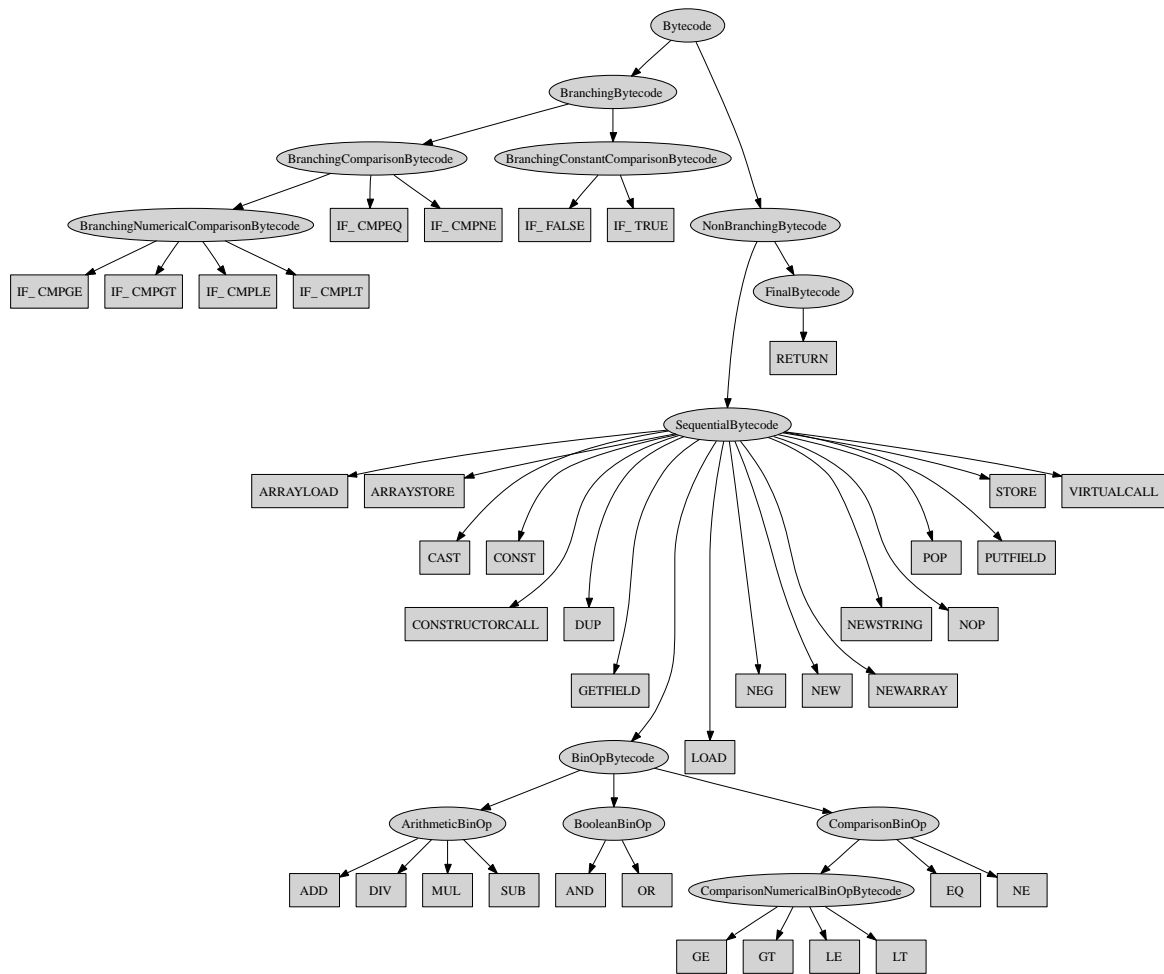 Bytecode
BranchingBytecode
BranchingComparisonBytecode
BranchingConstantComparisonBytecode
BranchingNumericalComparisonBytecode
IF_ CMPEQ
IF_ CMPNE
IF_ FALSE
IF_ TRUE
NonBranchingBytecode
IF_ CMPGE
IF_ CMPGT
IF_ CMPLE
IF_ CMPLT
FinalBytecode
RETURN
SequentialBytecode
ARRAYLOAD
ARRAYSTORE
STORE
VIRTUALCALL
CAST
CONST
POP
PUTFIELD
CONSTRUCTORCALL
DUP
NEWSTRING
NOP
GETFIELD
NEG
NEW
NEWARRAY
BinOpBytecode
LOAD
ArithmeticBinOp
BooleanBinOp
ComparisonBinOp
ADD
DIV
MUL
SUB
AND
OR
ComparisonNumericalBinOpBytecode
EQ
NE
GE
GT
LE
LT